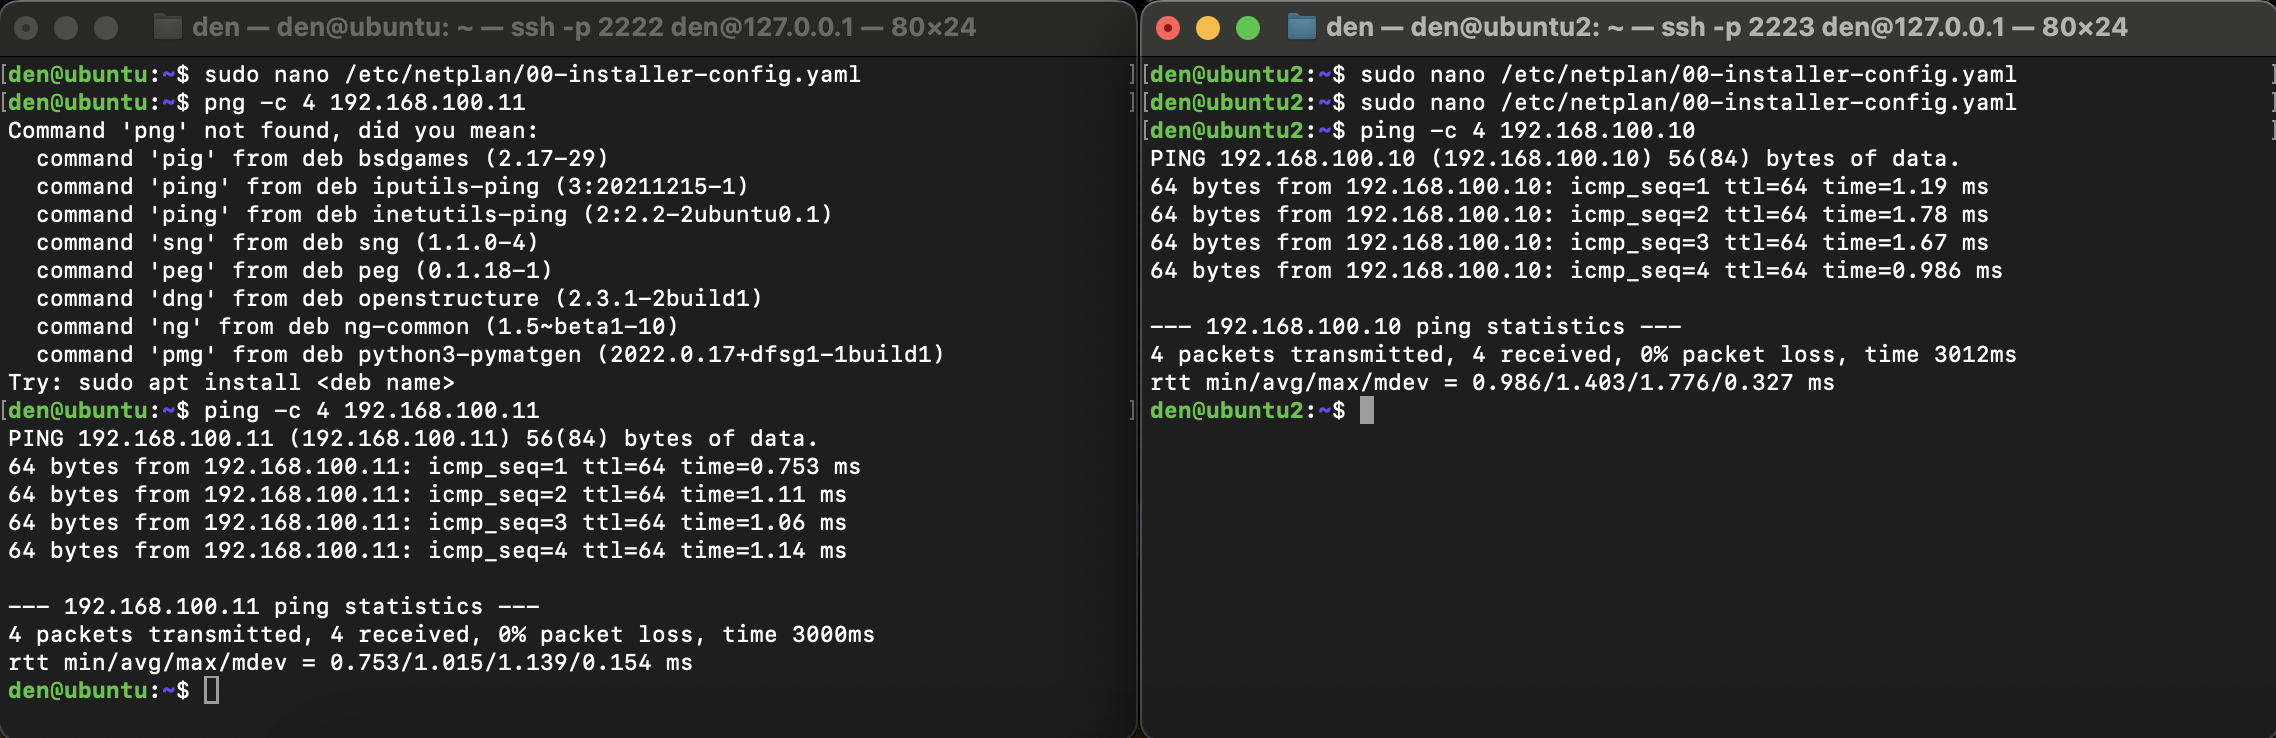 den — den@ubuntu: ~ — ssh -p 2222 den@127.0.0.1 — 80×24
[den@ubuntu:~$ sudo nano /etc/netplan/00-installer-config.yaml ]
[den@ubuntu:~$ png -c 4 192.168.100.11 ]
Command 'png' not found, did you mean:
  command 'pig' from deb bsdgames (2.17-29)
  command 'ping' from deb iputils-ping (3:20211215-1)
  command 'ping' from deb inetutils-ping (2:2.2-2ubuntu0.1)
  command 'sng' from deb sng (1.1.0-4)
  command 'peg' from deb peg (0.1.18-1)
  command 'dng' from deb openstructure (2.3.1-2build1)
  command 'ng' from deb ng-common (1.5~beta1-10)
  command 'pmg' from deb python3-pymatgen (2022.0.17+dfsg1-1build1)
Try: sudo apt install <deb name>
[den@ubuntu:~$ ping -c 4 192.168.100.11 ]
PING 192.168.100.11 (192.168.100.11) 56(84) bytes of data.
64 bytes from 192.168.100.11: icmp_seq=1 ttl=64 time=0.753 ms
64 bytes from 192.168.100.11: icmp_seq=2 ttl=64 time=1.11 ms
64 bytes from 192.168.100.11: icmp_seq=3 ttl=64 time=1.06 ms
64 bytes from 192.168.100.11: icmp_seq=4 ttl=64 time=1.14 ms
--- 192.168.100.11 ping statistics ---
4 packets transmitted, 4 received, 0% packet loss, time 3000ms
rtt min/avg/max/mdev = 0.753/1.015/1.139/0.154 ms
den@ubuntu:~$
den — den@ubuntu2: ~ — ssh -p 2223 den@127.0.0.1 — 80×24
[den@ubuntu2:~$ sudo nano /etc/netplan/00-installer-config.yaml ]
[den@ubuntu2:~$ sudo nano /etc/netplan/00-installer-config.yaml ]
[den@ubuntu2:~$ ping -c 4 192.168.100.10 ]
PING 192.168.100.10 (192.168.100.10) 56(84) bytes of data.
64 bytes from 192.168.100.10: icmp_seq=1 ttl=64 time=1.19 ms
64 bytes from 192.168.100.10: icmp_seq=2 ttl=64 time=1.78 ms
64 bytes from 192.168.100.10: icmp_seq=3 ttl=64 time=1.67 ms
64 bytes from 192.168.100.10: icmp_seq=4 ttl=64 time=0.986 ms
--- 192.168.100.10 ping statistics ---
4 packets transmitted, 4 received, 0% packet loss, time 3012ms
rtt min/avg/max/mdev = 0.986/1.403/1.776/0.327 ms
den@ubuntu2:~$